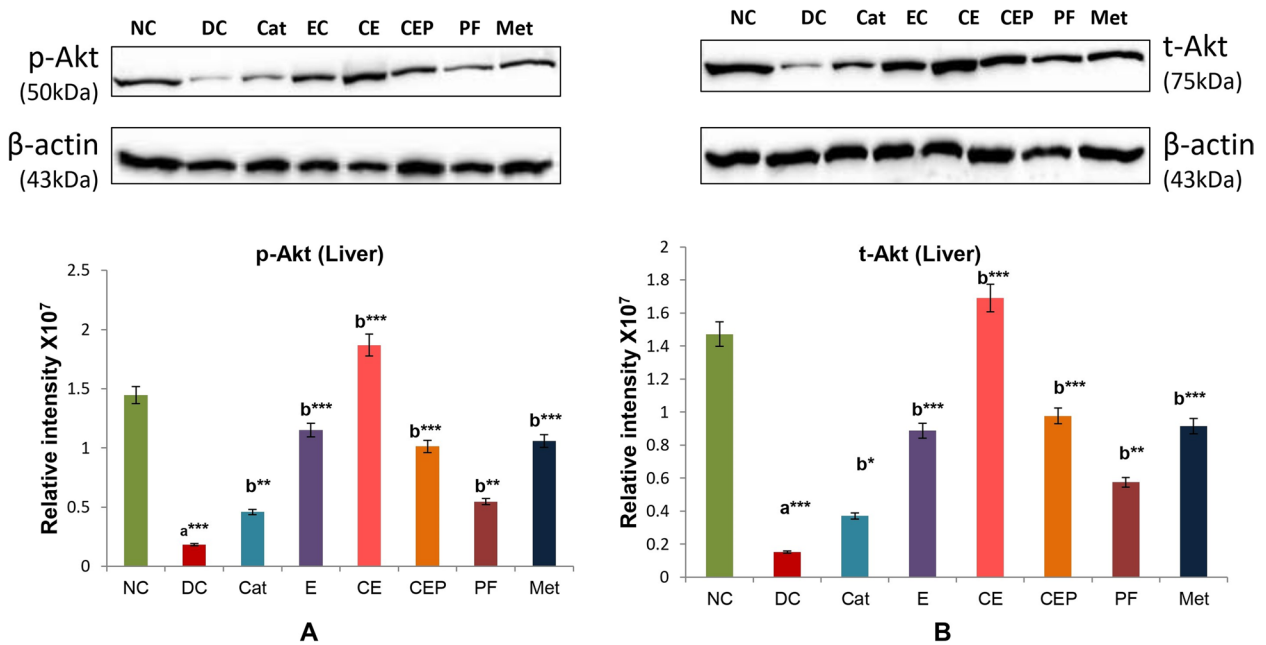 NC DC Cat EC CE CEP PF Met
p-Akt
(50kDa)
β-actin
(43kDa)
NC DC Cat EC CE CEP PF Met
t-Akt
(75kDa)
β-actin
(43kDa)
p-Akt (Liver)
Relative intensity X10⁷
2.5
2
1.5
1
0.5
0
a***
b**
b***
b***
b***
b**
b***
NC DC Cat E CE CEP PF Met
A
t-Akt (Liver)
Relative intensity X10⁷
2
1.8
1.6
1.4
1.2
1
0.8
0.6
0.4
0.2
0
a***
b*
b***
b***
b***
b**
b***
NC DC Cat E CE CEP PF Met
B